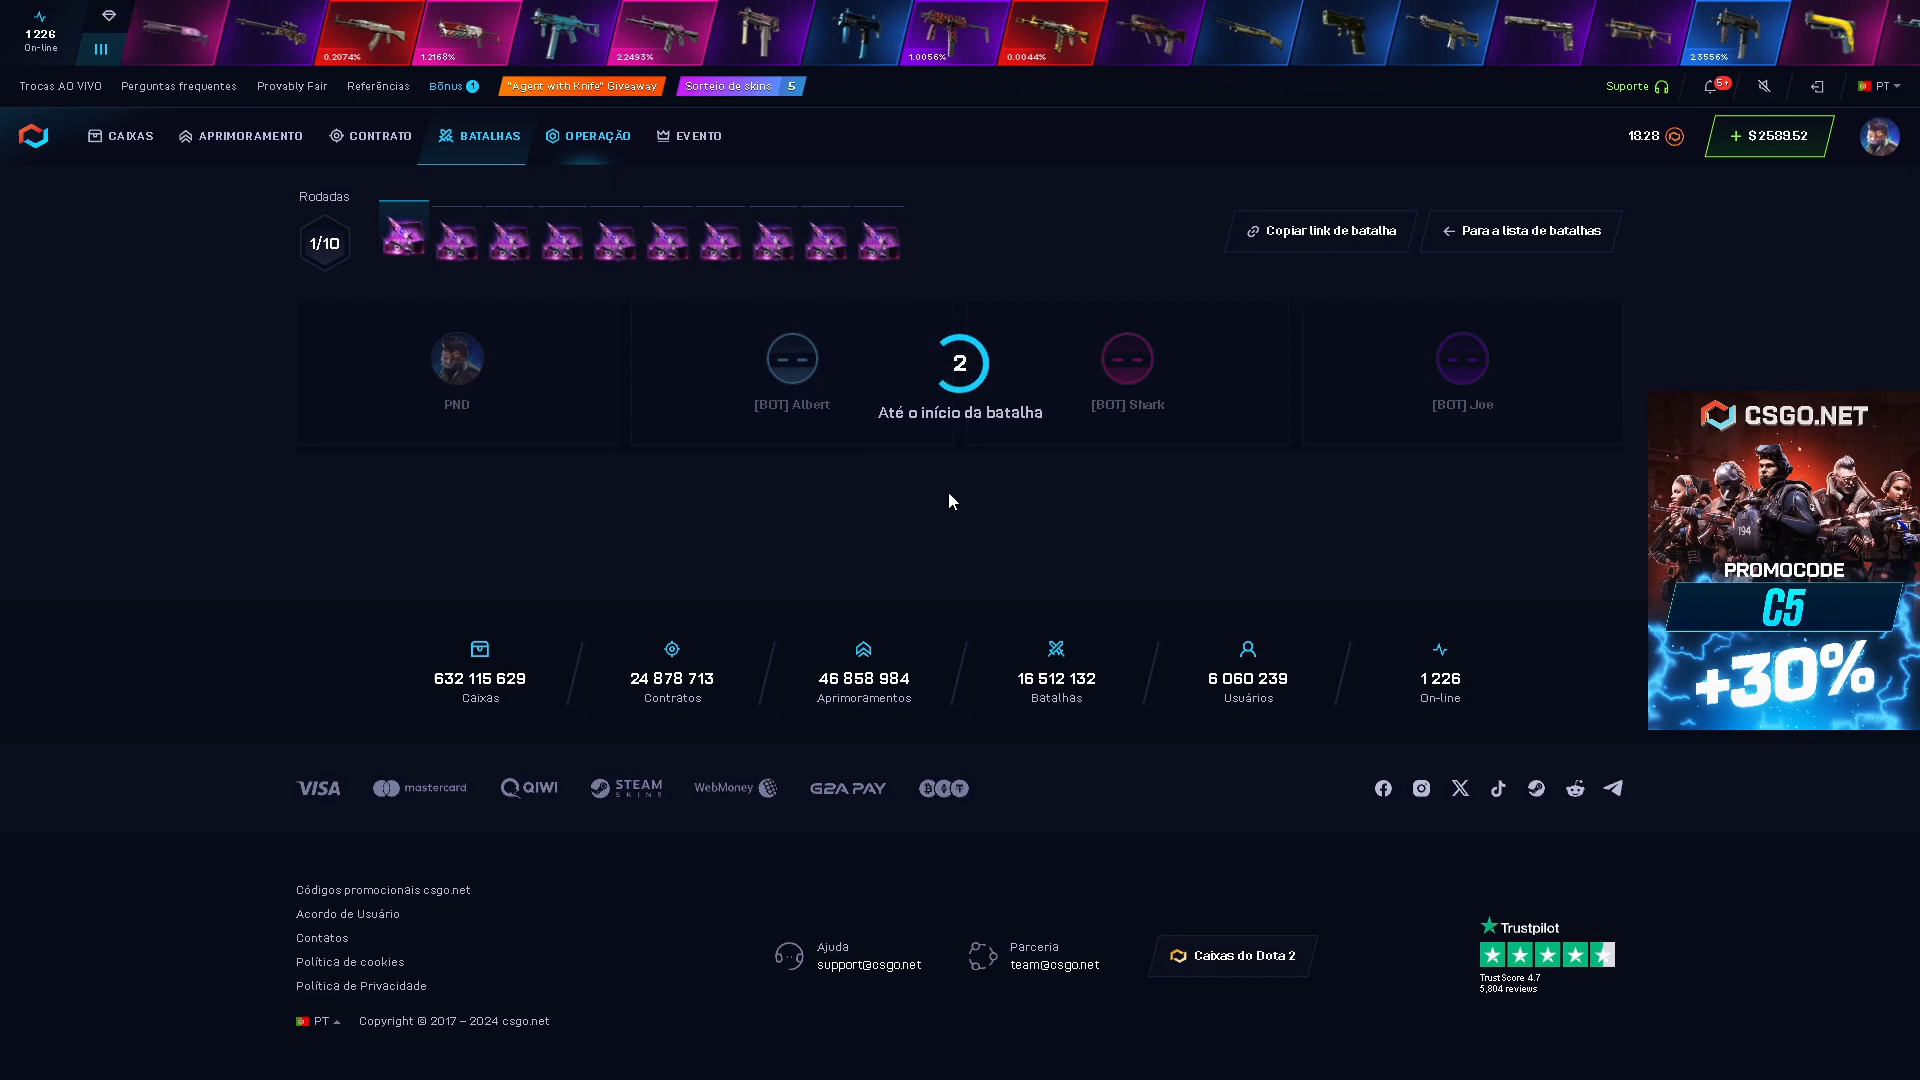 1 226
On-line
0.2074%
1.2168%
2.2493%
1.0056%
0.0044%
2.3556%
Trocas AO VIVO
Perguntas frequentes
Provably Fair
Referências
Bônus 1
"Agent with Knife" Giveaway
Sorteio de skins 5
Suporte
5+
PT
CAIXAS
APRIMORAMENTO
CONTRATO
BATALHAS
OPERAÇÃO
EVENTO
18.28
+ $ 2589.52
Rodadas
1/10
Copiar link de batalha
Para a lista de batalhas
PND
[BOT] Albert
2
Até o início da batalha
[BOT] Shark
[BOT] Joe
CSGO.NET
194
PROMOCODE
C5
+30%
632 115 629
Caixas
24 878 713
Contratos
46 858 984
Aprimoramentos
16 512 132
Batalhas
6 060 239
Usuários
1 226
On-line
VISA
mastercard
QIWI
STEAM
SKINS
WebMoney
G2A PAY
Códigos promocionais csgo.net
Acordo de Usuário
Contatos
Política de cookies
Política de Privacidade
Ajuda
support@csgo.net
Parceria
team@csgo.net
Caixas do Dota 2
Trustpilot
TrustScore 4.7
5,804 reviews
PT
Copyright © 2017 – 2024 csgo.net